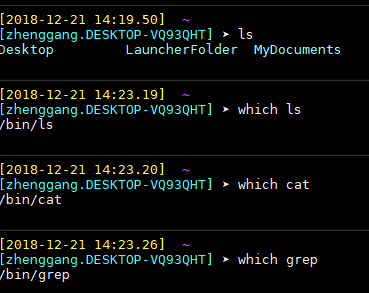 [2018-12-21 14:19.50] ~
[zhenggang.DESKTOP-VQ93QHT] ➤ ls
Desktop LauncherFolder MyDocuments
[2018-12-21 14:23.19] ~
[zhenggang.DESKTOP-VQ93QHT] ➤ which ls
/bin/ls
[2018-12-21 14:23.20] ~
[zhenggang.DESKTOP-VQ93QHT] ➤ which cat
/bin/cat
[2018-12-21 14:23.26] ~
[zhenggang.DESKTOP-VQ93QHT] ➤ which grep
/bin/grep